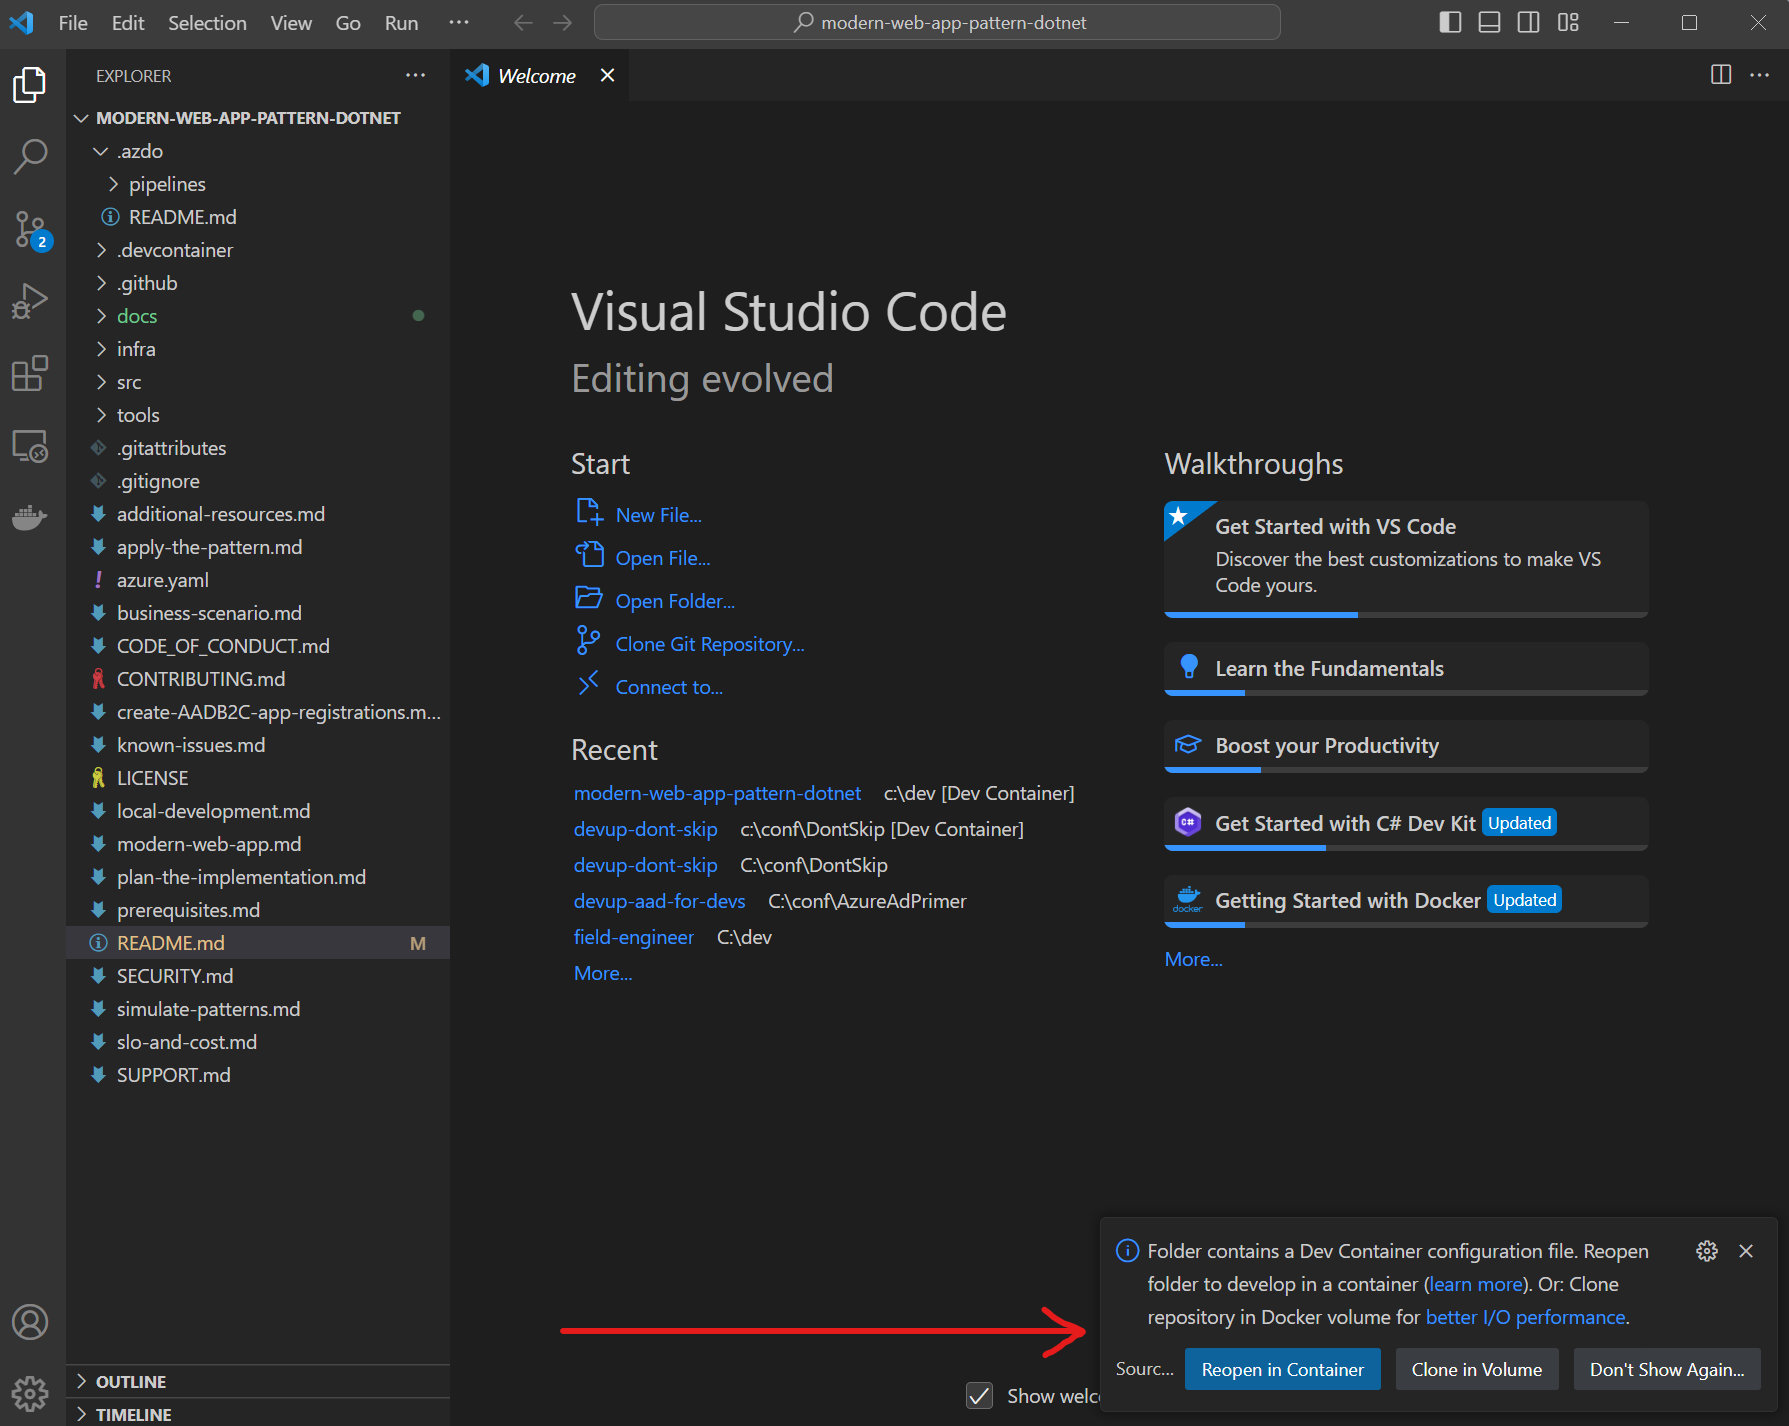 File Edit Selection View Go Run ···
modern-web-app-pattern-dotnet
EXPLORER
MODERN-WEB-APP-PATTERN-DOTNET
.azdo
pipelines
README.md
.devcontainer
.github
docs
infra
src
tools
.gitattributes
.gitignore
additional-resources.md
apply-the-pattern.md
! azure.yaml
business-scenario.md
CODE_OF_CONDUCT.md
CONTRIBUTING.md
create-AADB2C-app-registrations.m...
known-issues.md
LICENSE
local-development.md
modern-web-app.md
plan-the-implementation.md
prerequisites.md
README.md M
SECURITY.md
simulate-patterns.md
slo-and-cost.md
SUPPORT.md
OUTLINE
TIMELINE
2
Welcome
Visual Studio Code
Editing evolved
Start
New File...
Open File...
Open Folder...
Clone Git Repository...
Connect to...
Recent
modern-web-app-pattern-dotnet c:\dev [Dev Container]
devup-dont-skip c:\conf\DontSkip [Dev Container]
devup-dont-skip C:\conf\DontSkip
devup-aad-for-devs C:\conf\AzureAdPrimer
field-engineer C:\dev
More...
Walkthroughs
Get Started with VS Code
Discover the best customizations to make VS
Code yours.
Learn the Fundamentals
Boost your Productivity
C# Get Started with C# Dev Kit Updated
docker Getting Started with Docker Updated
More...
Show welc
Folder contains a Dev Container configuration file. Reopen
folder to develop in a container (learn more). Or: Clone
repository in Docker volume for better I/O performance.
Sourc... Reopen in Container Clone in Volume Don't Show Again...